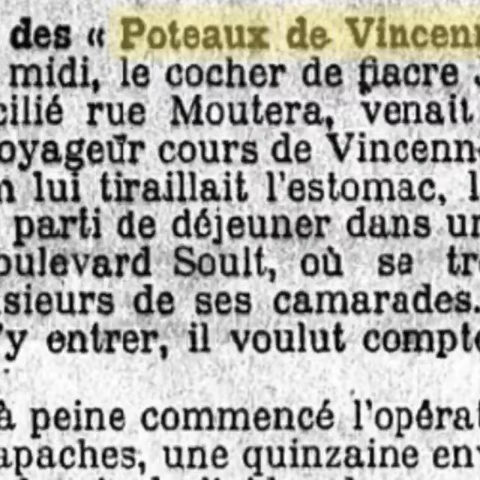 des « Poteaux de Vincenn
midi, le cocher de fiacre
cilié rue Moutera, venait
oyageur cours de Vincenn
lui tiraillait l'estomac,
parti de déjeuner dans un
oulevard Soult, où se tr
sieurs de ses camarades.
'y entrer, il voulut compte
à peine commencé l'opérat
apaches, une quinzaine env